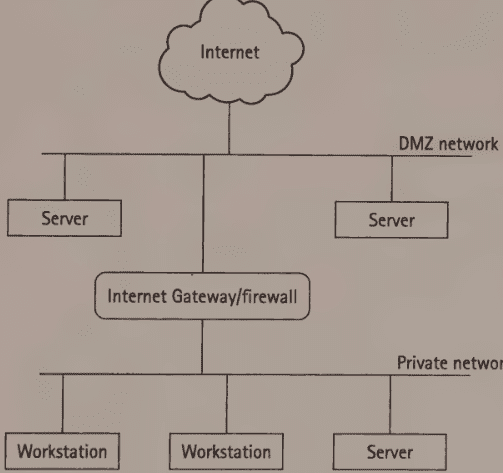 Internet
DMZ network
Server
Server
Internet Gateway/firewall
Private networ
Workstation
Workstation
Server